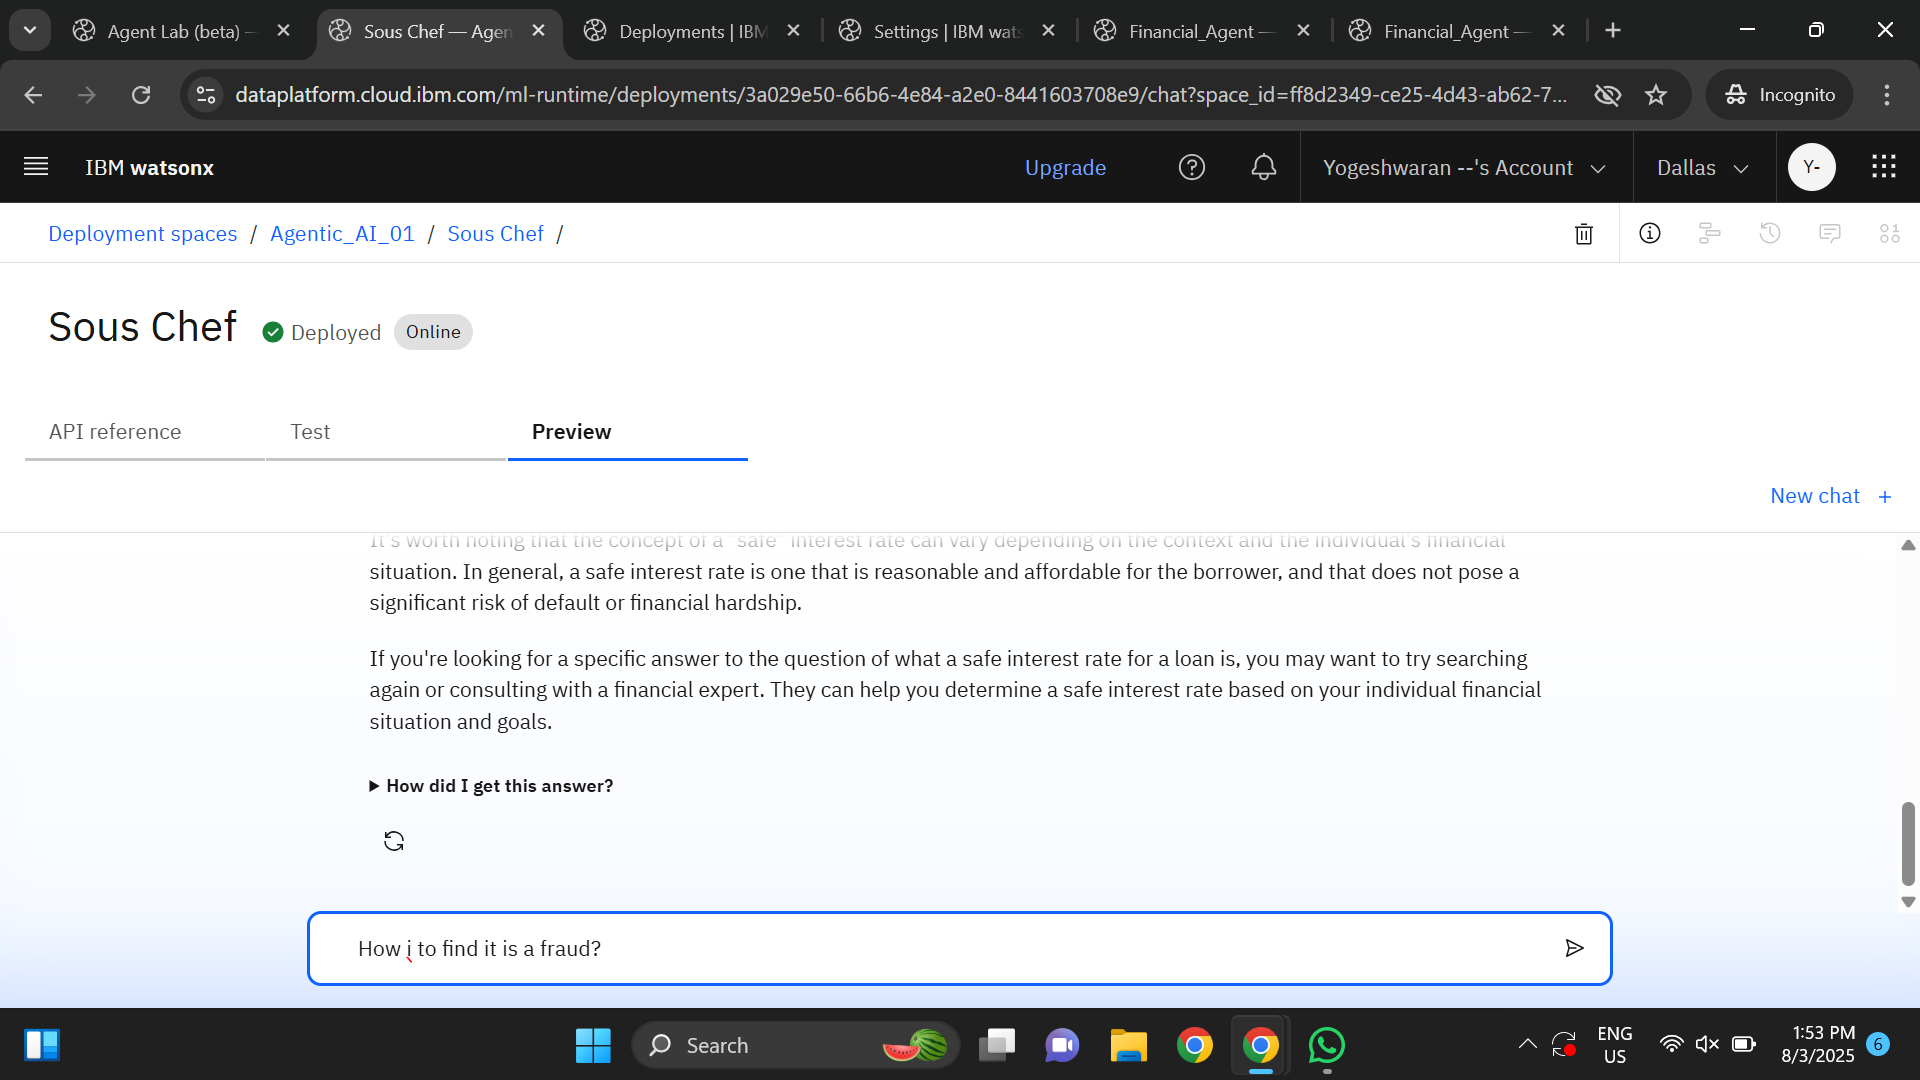 Agent Lab (beta) —
Sous Chef — Agen
Deployments | IBM
Settings | IBM wats
Financial_Agent —
Financial_Agent —
dataplatform.cloud.ibm.com/ml-runtime/deployments/3a029e50-66b6-4e84-a2e0-8441603708e9/chat?space_id=ff8d2349-ce25-4d43-ab62-7...
Incognito
IBM watsonx
Upgrade
Yogeshwaran --'s Account
Dallas
Y-
Deployment spaces / Agentic_AI_01 / Sous Chef /
Sous Chef
Deployed
Online
API reference
Test
Preview
New chat +
It's worth noting that the concept of a "safe" interest rate can vary depending on the context and the individual's financial
situation. In general, a safe interest rate is one that is reasonable and affordable for the borrower, and that does not pose a
significant risk of default or financial hardship.
If you're looking for a specific answer to the question of what a safe interest rate for a loan is, you may want to try searching
again or consulting with a financial expert. They can help you determine a safe interest rate based on your individual financial
situation and goals.
How did I get this answer?
How i to find it is a fraud?
Search
ENG
US
1:53 PM
8/3/2025
6